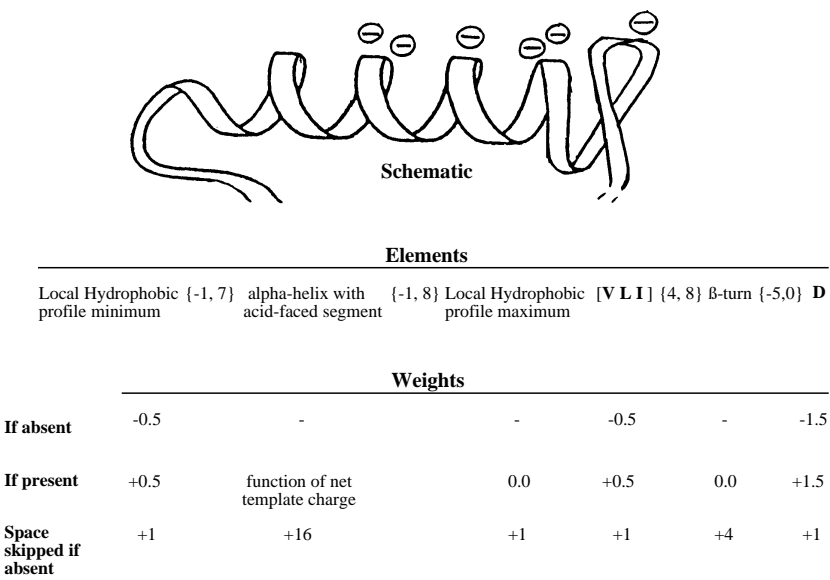 Schematic
Elements
Local Hydrophobic {-1, 7} alpha-helix with {-1, 8} Local Hydrophobic [V L I] {4, 8} ß-turn {-5,0} D
profile minimum acid-faced segment profile maximum
Weights
If absent -0.5 - - -0.5 - -1.5
If present +0.5 function of net 0.0 +0.5 0.0 +1.5
template charge
Space +1 +16 +1 +1 +4 +1
skipped if
absent